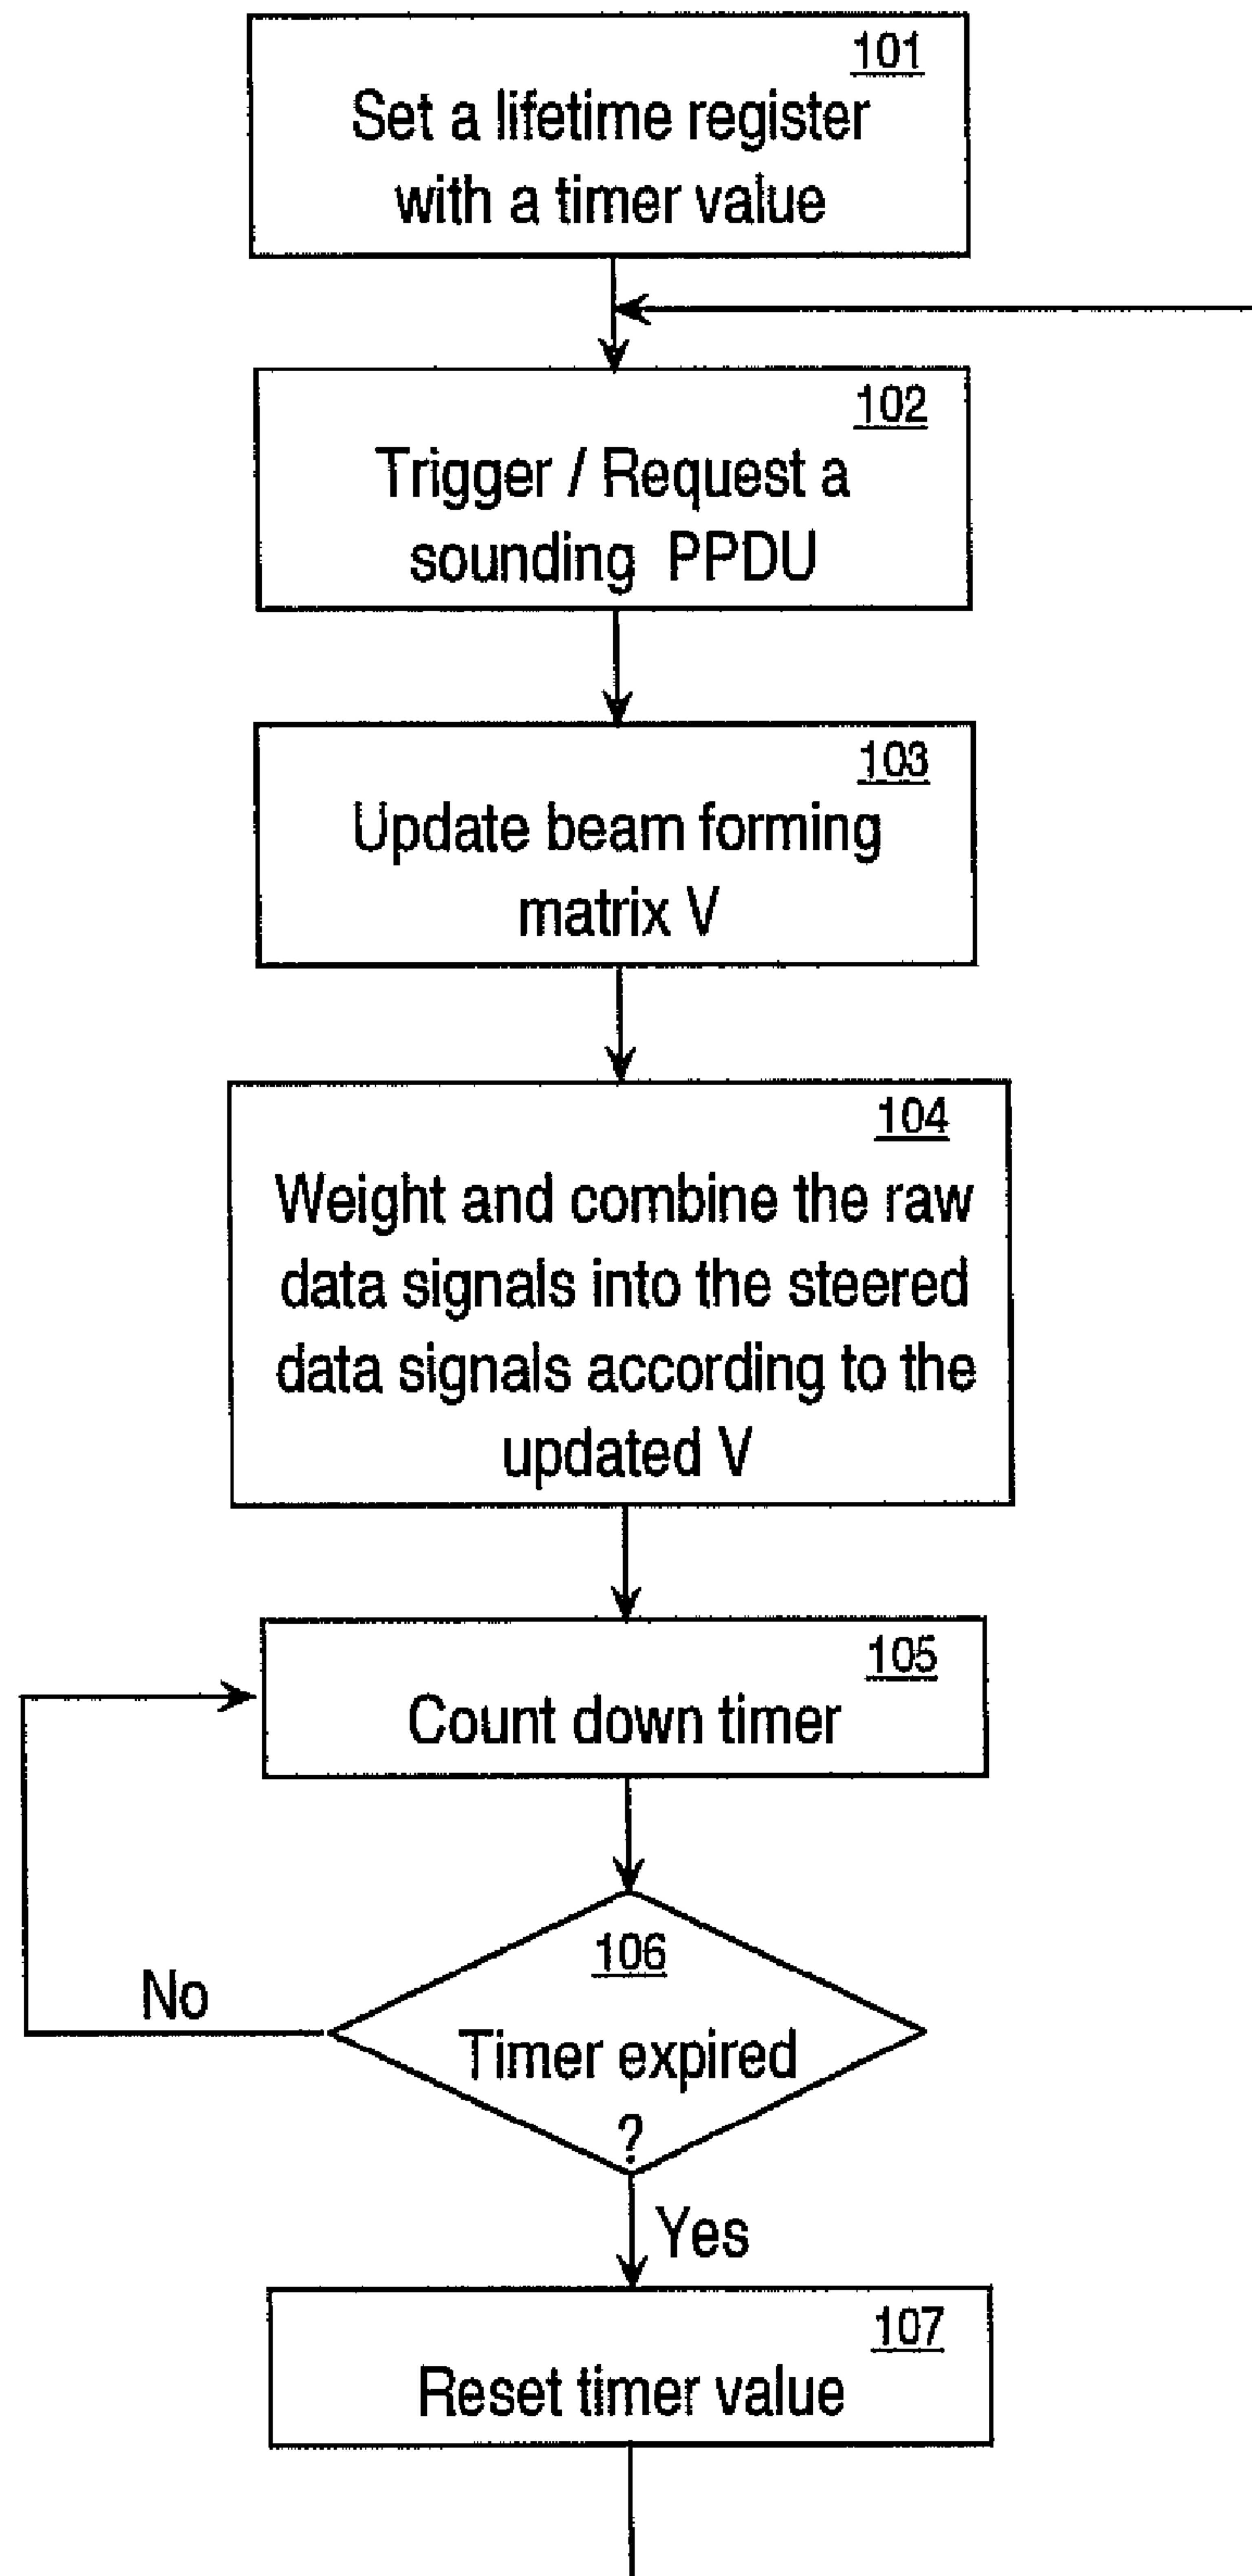 101
Set a lifetime register
with a timer value
102
Trigger / Request a
sounding PPDU
103
Update beam forming
matrix V
104
Weight and combine the raw
data signals into the steered
data signals according to the
updated V
105
Count down timer
106
Timer expired
?
No
Yes
107
Reset timer value